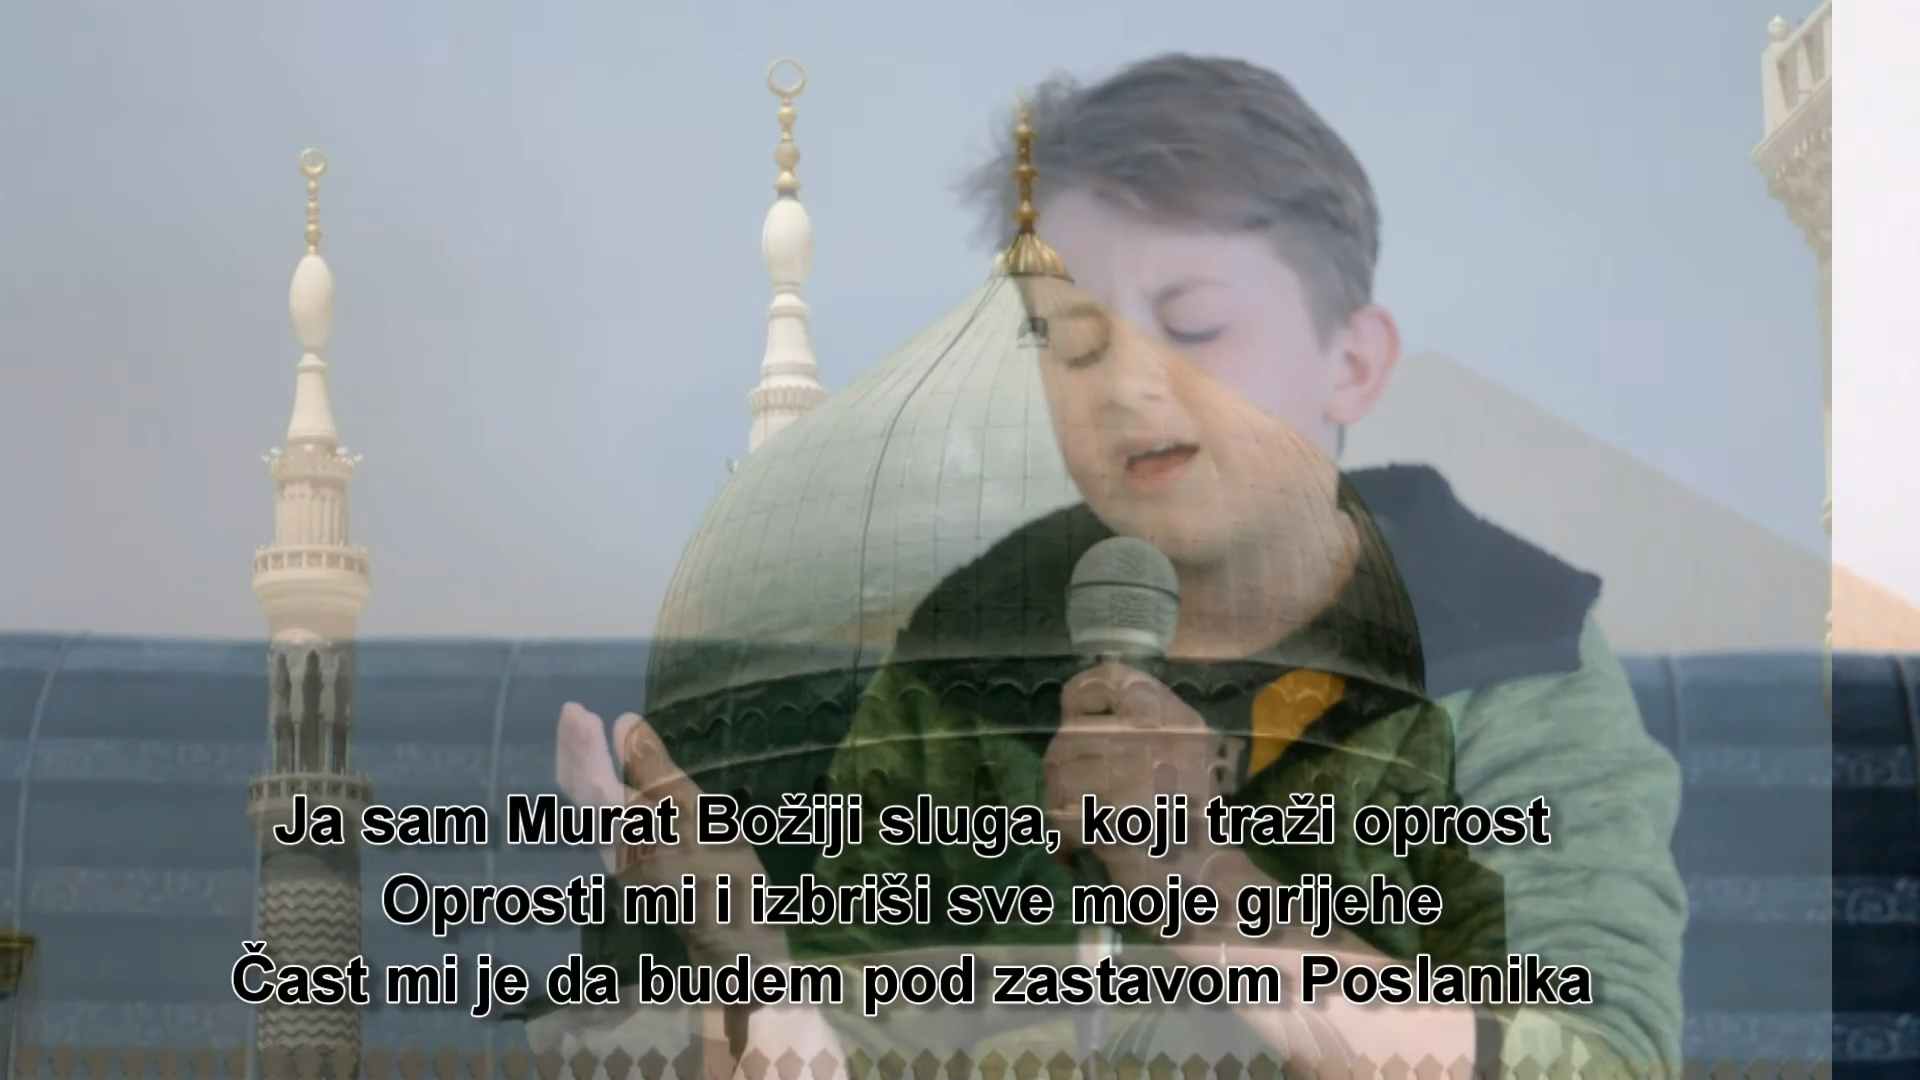 Ja sam Murat Božiji sluga, koji traži oprost
Oprosti mi i izbriši sve moje grijehe
Čast mi je da budem pod zastavom Poslanika